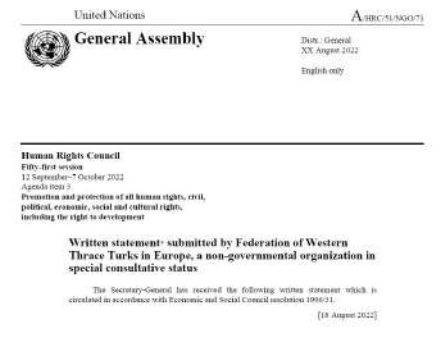 United Nations
A/HRC/51/NGO/71
General Assembly
Distr.: General
XX August 2022
English only
Human Rights Council
Fifty-first session
12 September–7 October 2022
Agenda item 3
Promotion and protection of all human rights, civil,
political, economic, social and cultural rights,
including the right to development
Written statement* submitted by Federation of Western
Thrace Turks in Europe, a non-governmental organization in
special consultative status
The Secretary-General has received the following written statement which is
circulated in accordance with Economic and Social Council resolution 1996/31.
[18 August 2022]